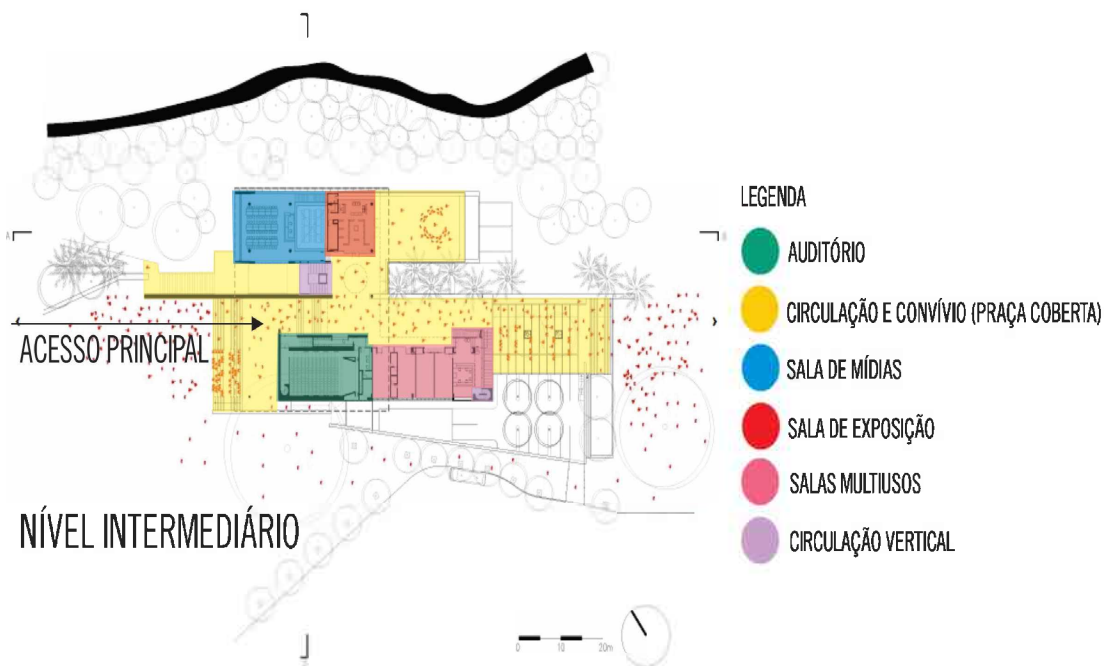 LEGENDA
AUDITÓRIO
CIRCULAÇÃO E CONVÍVIO (PRAÇA COBERTA)
SALA DE MÍDIAS
SALA DE EXPOSIÇÃO
SALAS MULTIUSOS
CIRCULAÇÃO VERTICAL
ACESSO PRINCIPAL
NÍVEL INTERMEDIÁRIO
0 10 20m